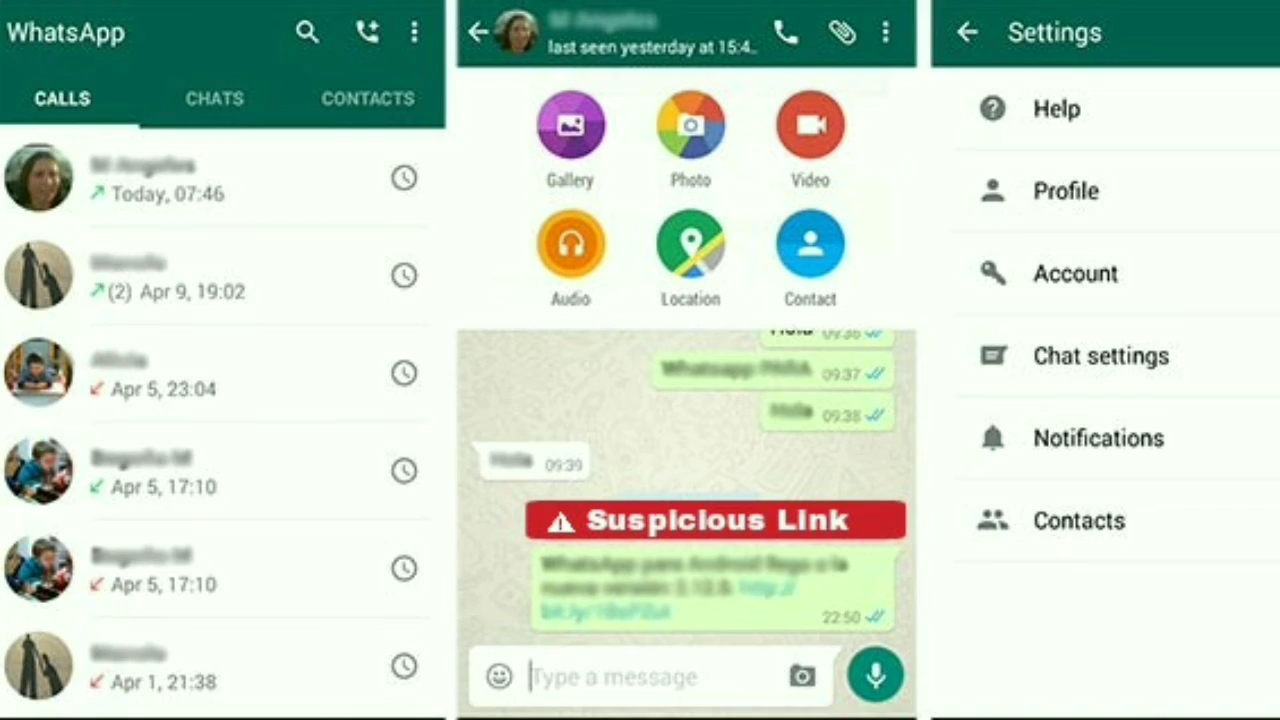 WhatsApp
CALLS CHATS CONTACTS
Today, 07:46
(2) Apr 9, 19:02
Apr 5, 23:04
Apr 5, 17:10
Apr 5, 17:10
Apr 1, 21:38
last seen yesterday at 15:4..
Gallery Photo Video
Audio Location Contact
Hola 09:36
09:37
09:38
09:39
Suspicious Link
22:50
Type a message
Settings
Help
Profile
Account
Chat settings
Notifications
Contacts